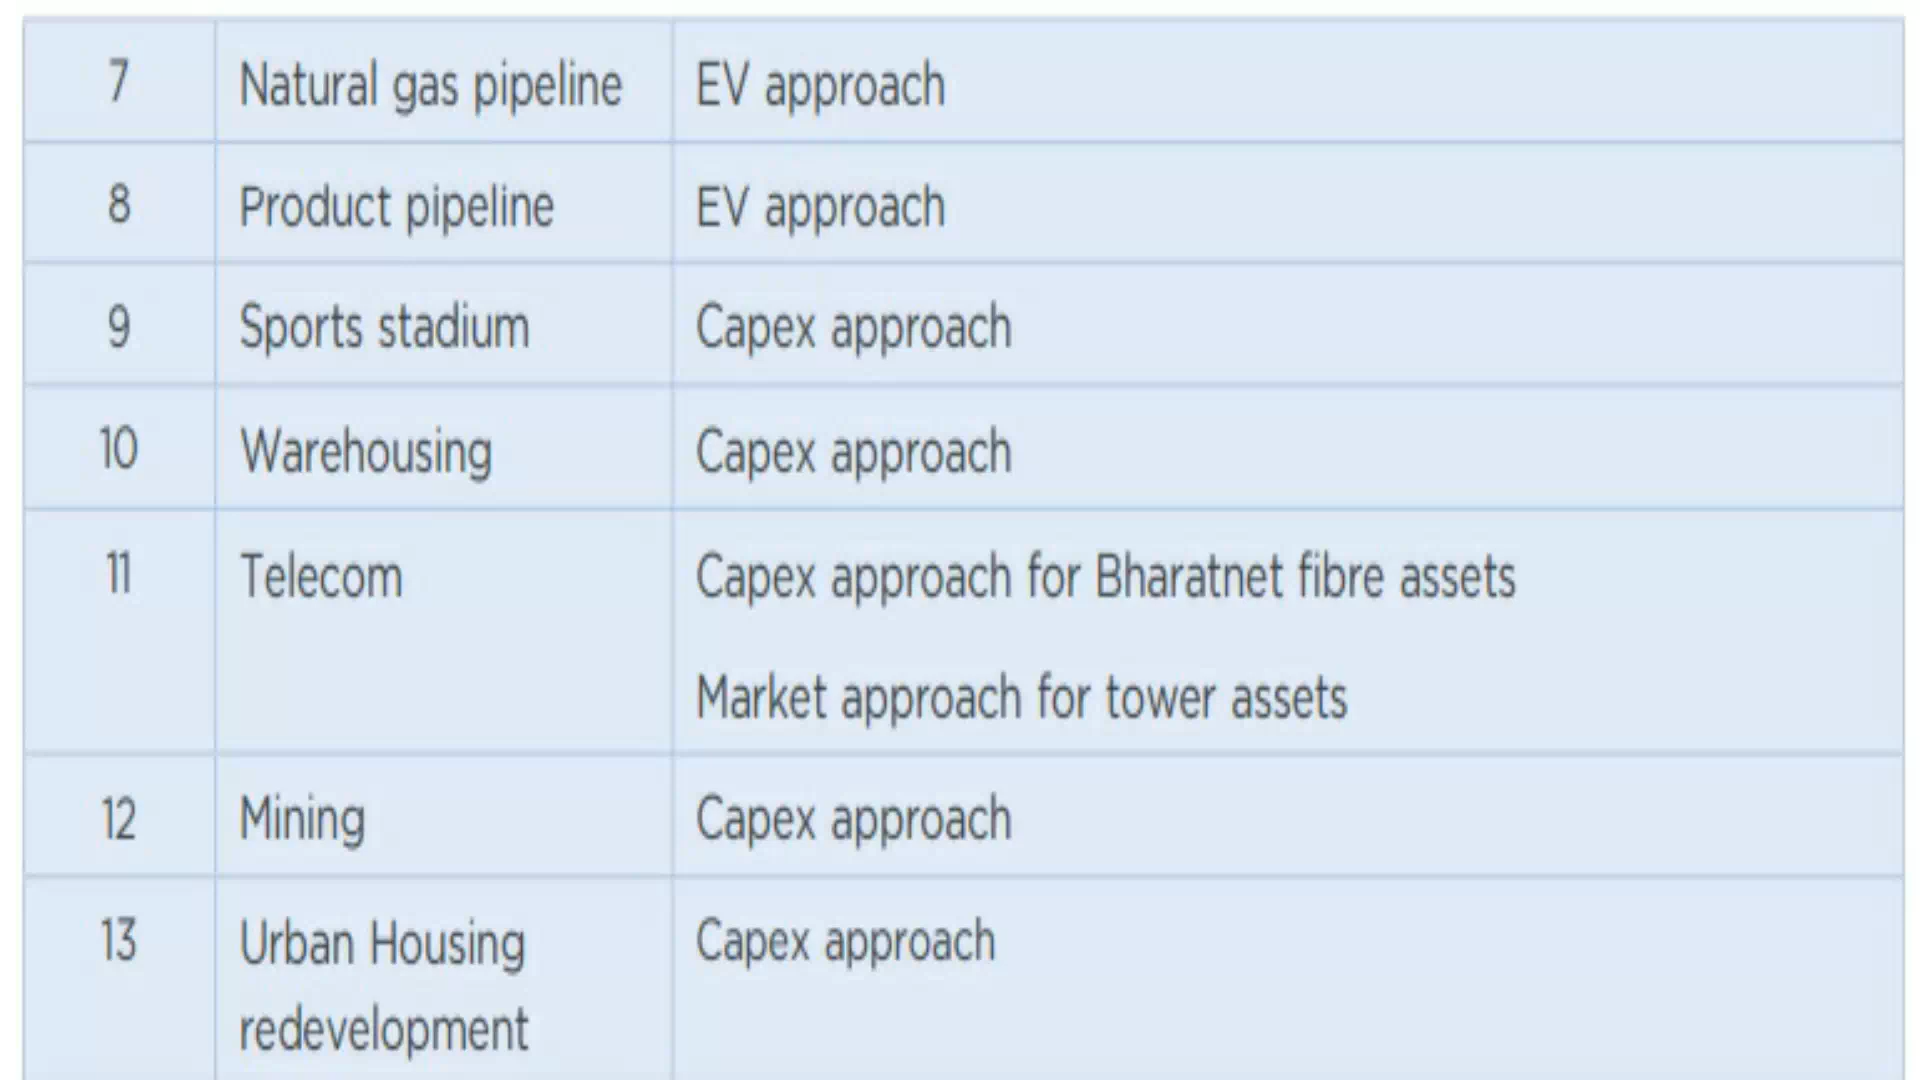 7 Natural gas pipeline EV approach
8 Product pipeline EV approach
9 Sports stadium Capex approach
10 Warehousing Capex approach
11 Telecom Capex approach for Bharatnet fibre assets
Market approach for tower assets
12 Mining Capex approach
13 Urban Housing Capex approach
redevelopment